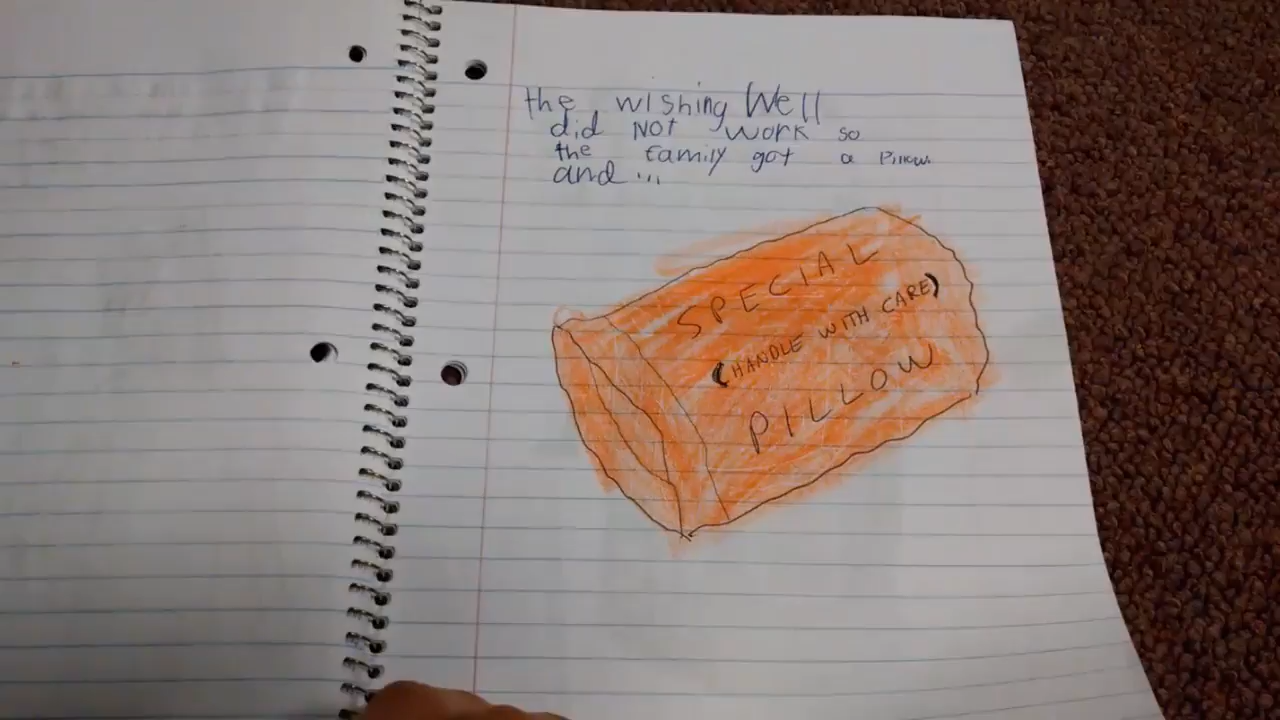 the wishing Well
did NOt work so
the family got a Pillow
and...
SPECIAL
(HANDLE WITH CARE)
PILLOW